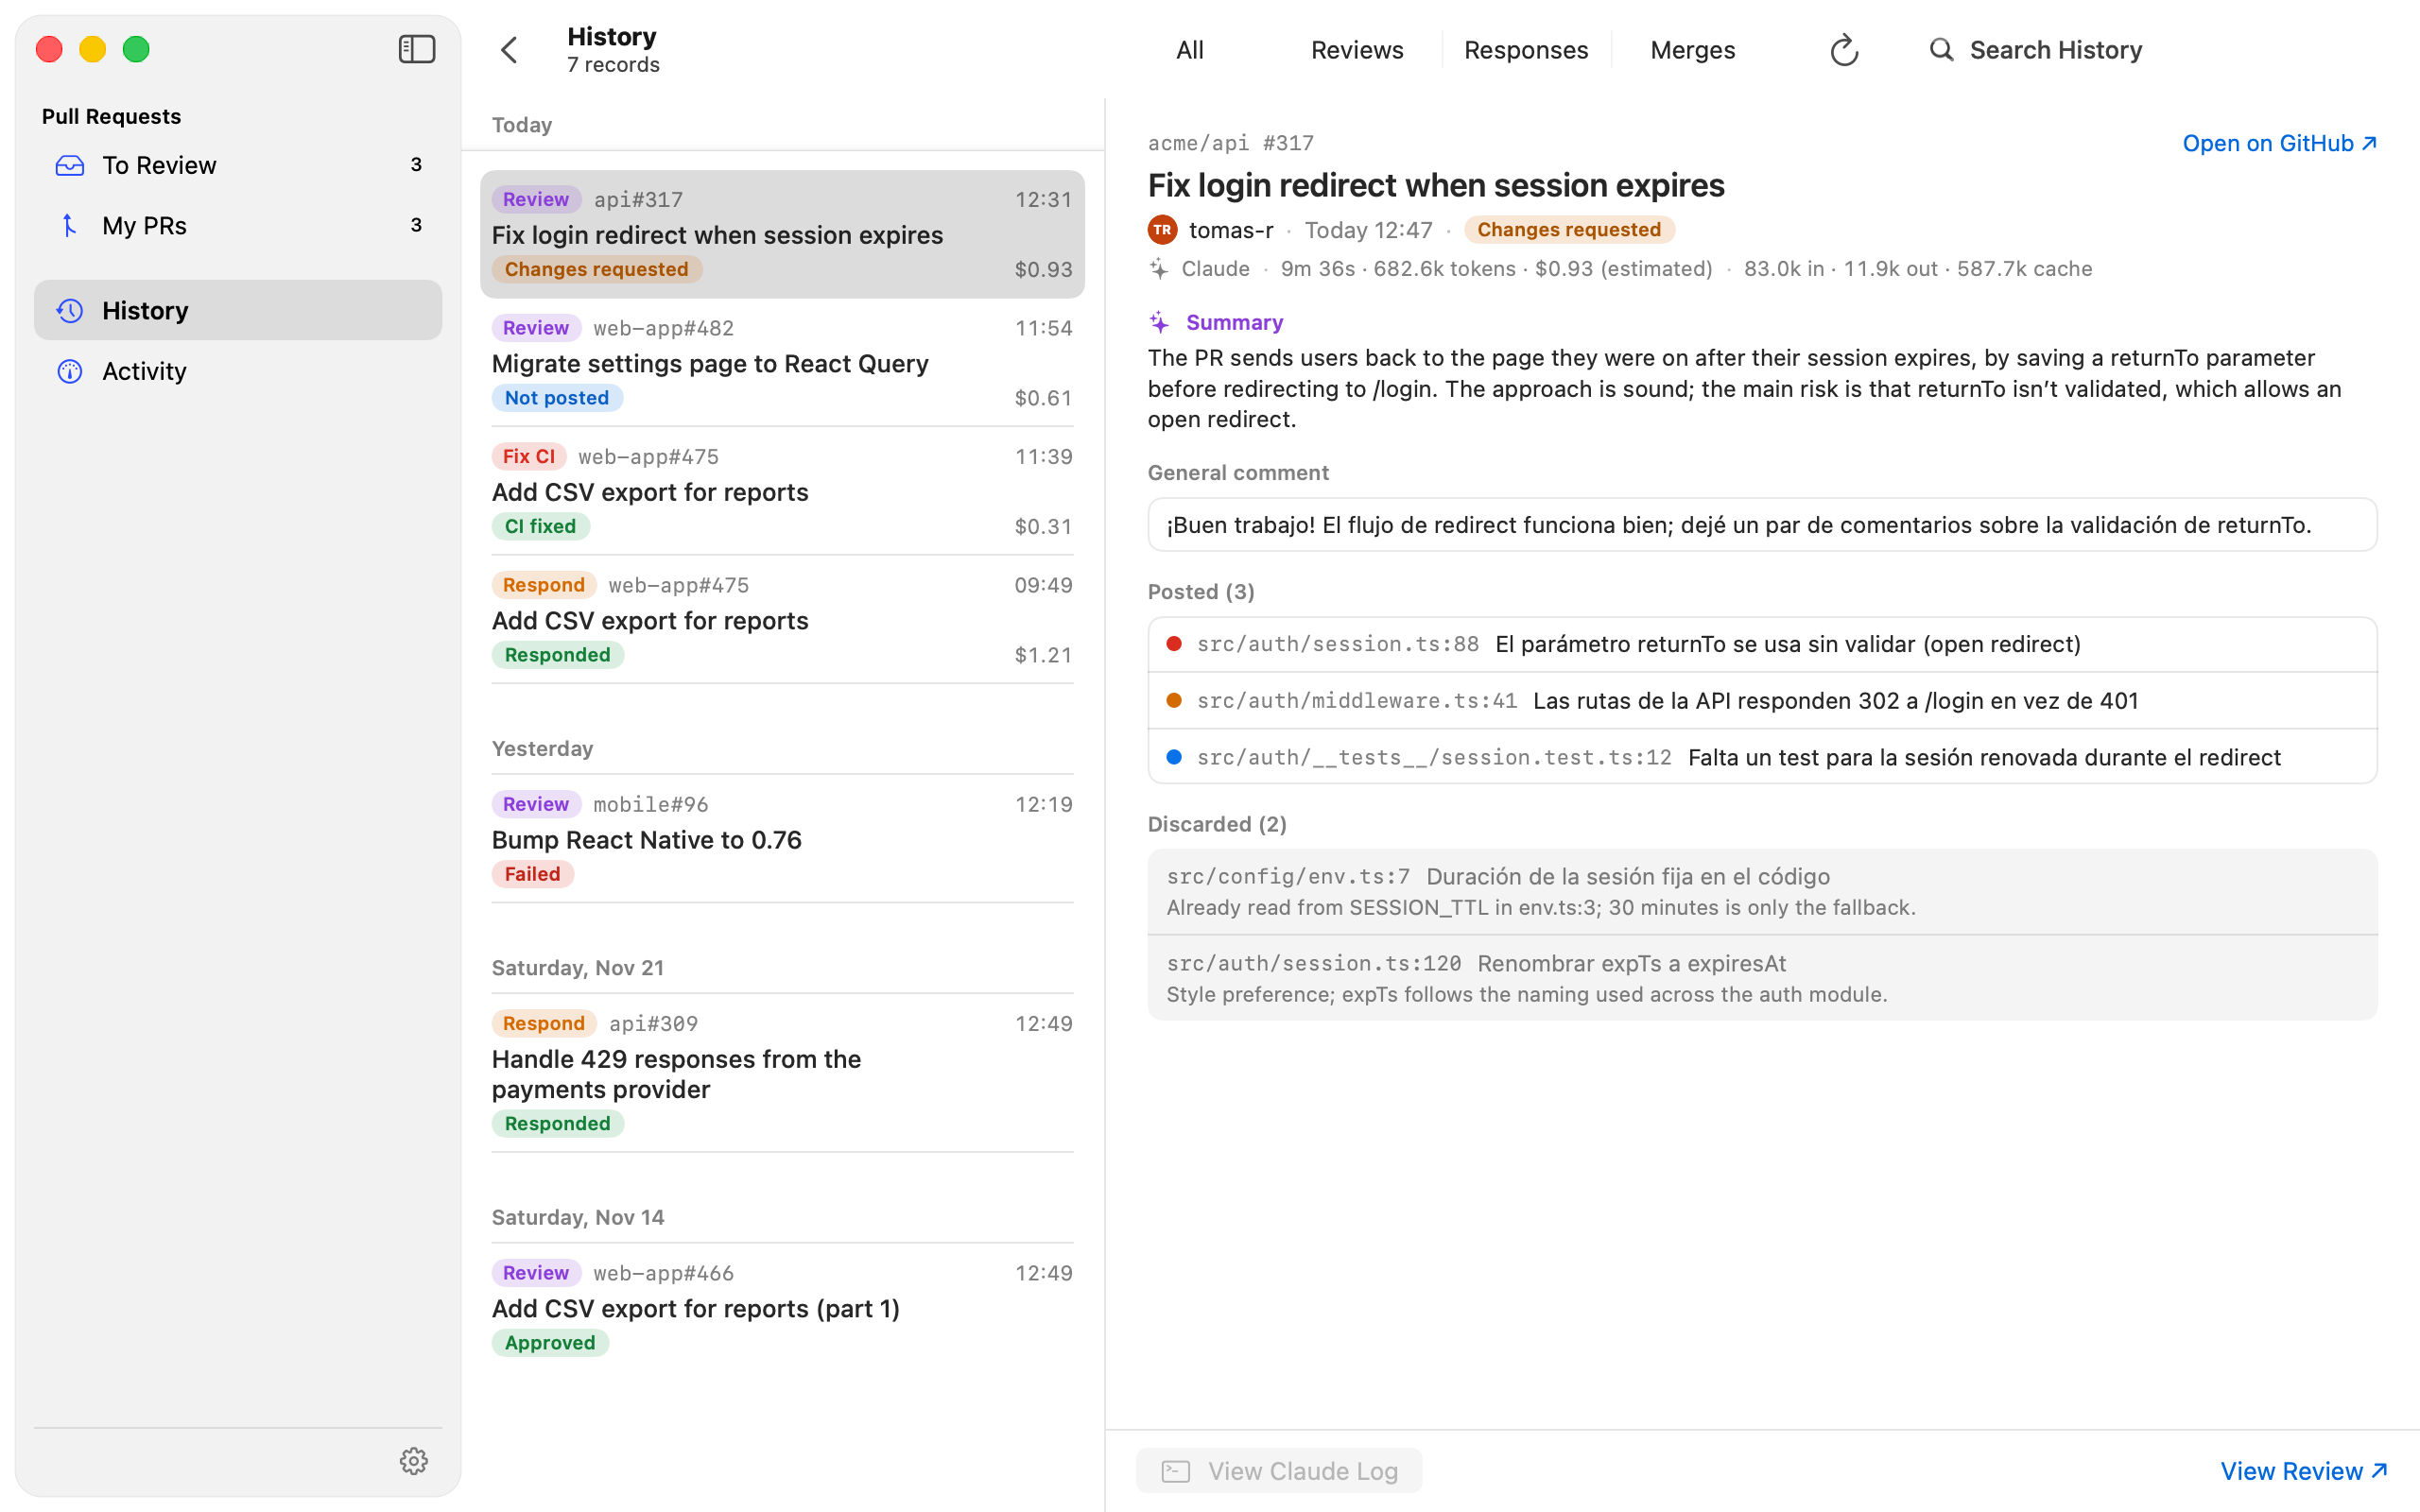 Pull Requests
To Review 3
My PRs 3
History
Activity
History
7 records
All Reviews Responses Merges Search History
Today
Review api#317 12:31
Fix login redirect when session expires
Changes requested $0.93
Review web-app#482 11:54
Migrate settings page to React Query
Not posted $0.61
Fix CI web-app#475 11:39
Add CSV export for reports
CI fixed $0.31
Respond web-app#475 09:49
Add CSV export for reports
Responded $1.21
Yesterday
Review mobile#96 12:19
Bump React Native to 0.76
Failed
Saturday, Nov 21
Respond api#309 12:49
Handle 429 responses from the
payments provider
Responded
Saturday, Nov 14
Review web-app#466 12:49
Add CSV export for reports (part 1)
Approved
acme/api #317 Open on GitHub ↗
Fix login redirect when session expires
TR tomas-r · Today 12:47 · Changes requested
Claude · 9m 36s · 682.6k tokens · $0.93 (estimated) · 83.0k in · 11.9k out · 587.7k cache
Summary
The PR sends users back to the page they were on after their session expires, by saving a returnTo parameter
before redirecting to /login. The approach is sound; the main risk is that returnTo isn’t validated, which allows an
open redirect.
General comment
¡Buen trabajo! El flujo de redirect funciona bien; dejé un par de comentarios sobre la validación de returnTo.
Posted (3)
src/auth/session.ts:88 El parámetro returnTo se usa sin validar (open redirect)
src/auth/middleware.ts:41 Las rutas de la API responden 302 a /login en vez de 401
src/auth/__tests__/session.test.ts:12 Falta un test para la sesión renovada durante el redirect
Discarded (2)
src/config/env.ts:7 Duración de la sesión fija en el código
Already read from SESSION_TTL in env.ts:3; 30 minutes is only the fallback.
src/auth/session.ts:120 Renombrar expTs a expiresAt
Style preference; expTs follows the naming used across the auth module.
View Claude Log View Review ↗